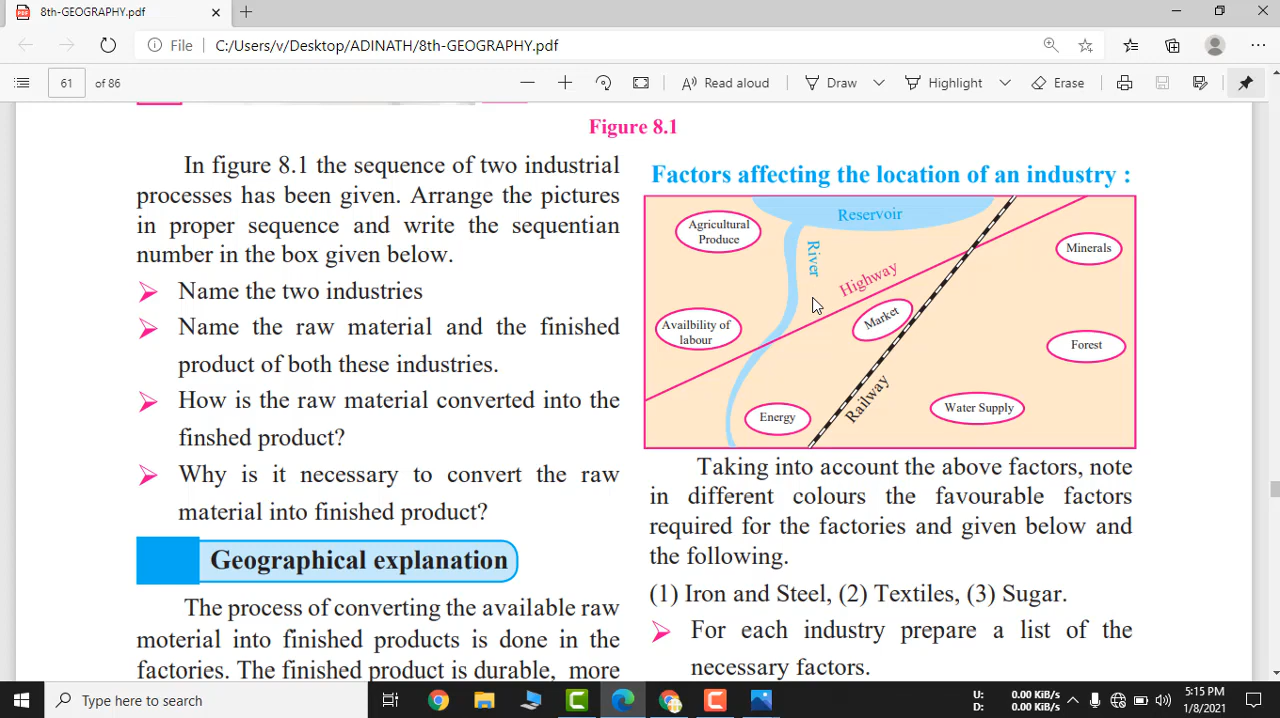 8th-GEOGRAPHY.pdf
File
C:/Users/v/Desktop/ADINATH/8th-GEOGRAPHY.pdf
61 of 86
Read aloud
Draw
Highlight
Erase
Figure 8.1
In figure 8.1 the sequence of two industrial
processes has been given. Arrange the pictures
in proper sequence and write the sequentian
number in the box given below.
Name the two industries
Name the raw material and the finished
product of both these industries.
How is the raw material converted into the
finshed product?
Why is it necessary to convert the raw
material into finished product?
Geographical explanation
The process of converting the available raw
moterial into finished products is done in the
factories. The finished product is durable, more
Factors affecting the location of an industry :
Reservoir
Agricultural
Produce
River
Highway
Minerals
Availbility of
labour
Market
Forest
Energy
Railway
Water Supply
Taking into account the above factors, note
in different colours the favourable factors
required for the factories and given below and
the following.
(1) Iron and Steel, (2) Textiles, (3) Sugar.
For each industry prepare a list of the
necessary factors.
Type here to search
U: 0.00 KiB/s
D: 0.00 KiB/s
5:15 PM
1/8/2021